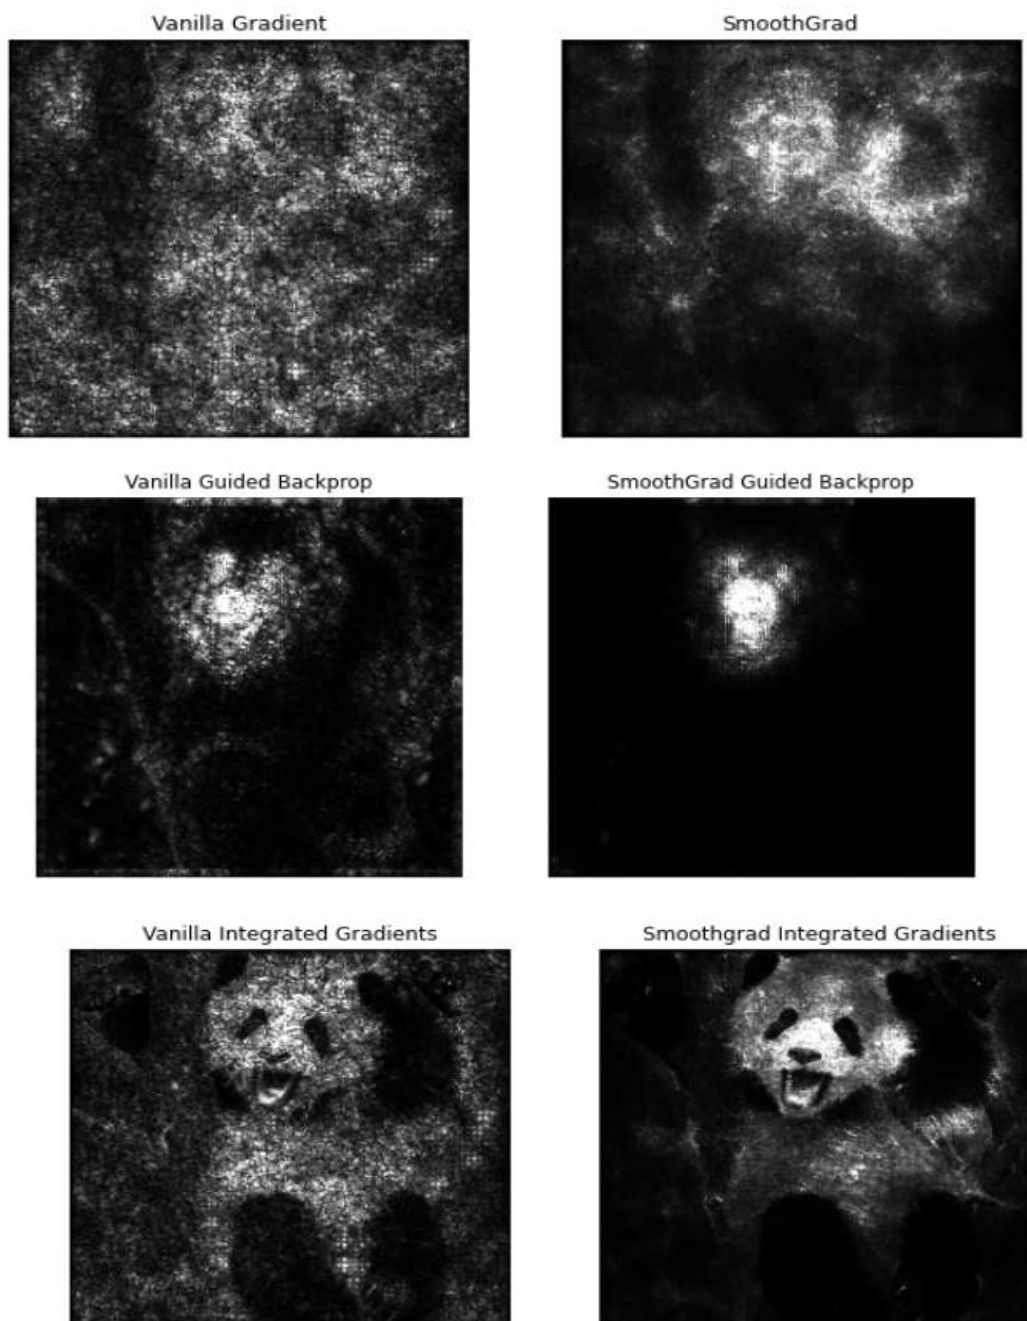 Vanilla Gradient
SmoothGrad
Vanilla Guided Backprop
SmoothGrad Guided Backprop
Vanilla Integrated Gradients
Smoothgrad Integrated Gradients